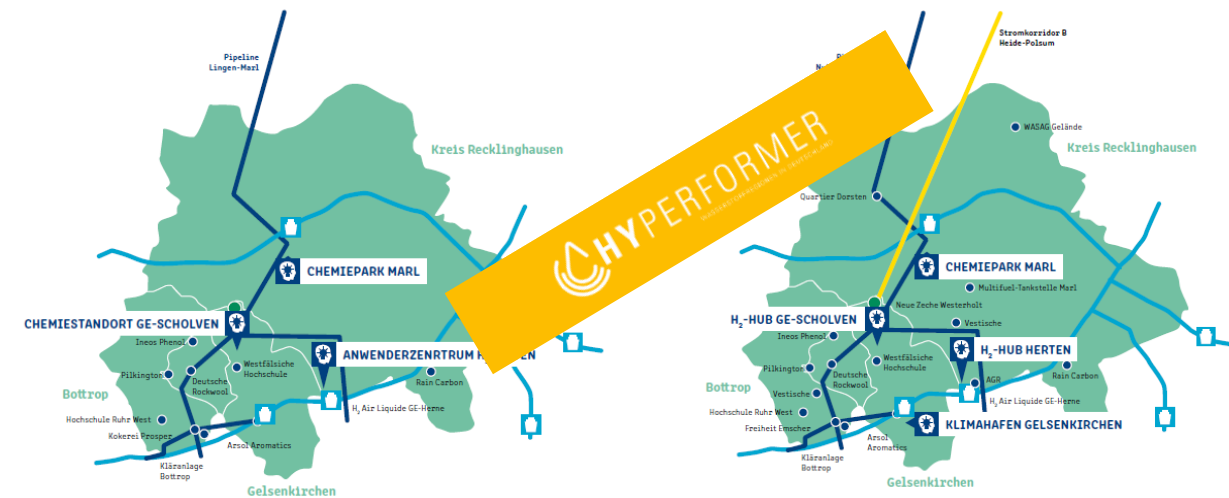 Pipeline
Lingen-Marl
Kreis Recklinghausen
CHEMIEPARK MARL
CHEMIESTANDORT GE-SCHOLVEN
Ineos Phenol
ANWENDERZENRTRUM
Pilkington
Deutsche
Rockwool
Westfälsiche
Hochschule
Rain Carbon
Bottrop
Hochschule Ruhr West
H₂ Air Liquide GE-Herne
Kokerei Prosper
Arsol Aromatics
Kläranlage
Bottrop
Gelsenkirchen
HYPERFORMER
Stromkorridor B
Heide-Polsum
WASAG Gelände
Kreis Recklinghausen
Quartier Dorsten
CHEMIEPARK MARL
Multifuel-Tankstelle Marl
Neue Zeche Westerholt
H₂-HUB GE-SCHOLVEN
Vestische
Ineos Phenol
H₂-HUB HERTEN
Westfälsiche
Hochschule
Pilkington
Deutsche
Rockwool
Rain Carbon
AGR
Bottrop
Vestische
H₂ Air Liquide GE-Herne
Hochschule Ruhr West
KLIMAHAFEN GELSENKIRCHEN
Freiheit Emscher
Arsol
Aromatics
Kläranlage
Bottrop
Gelsenkirchen